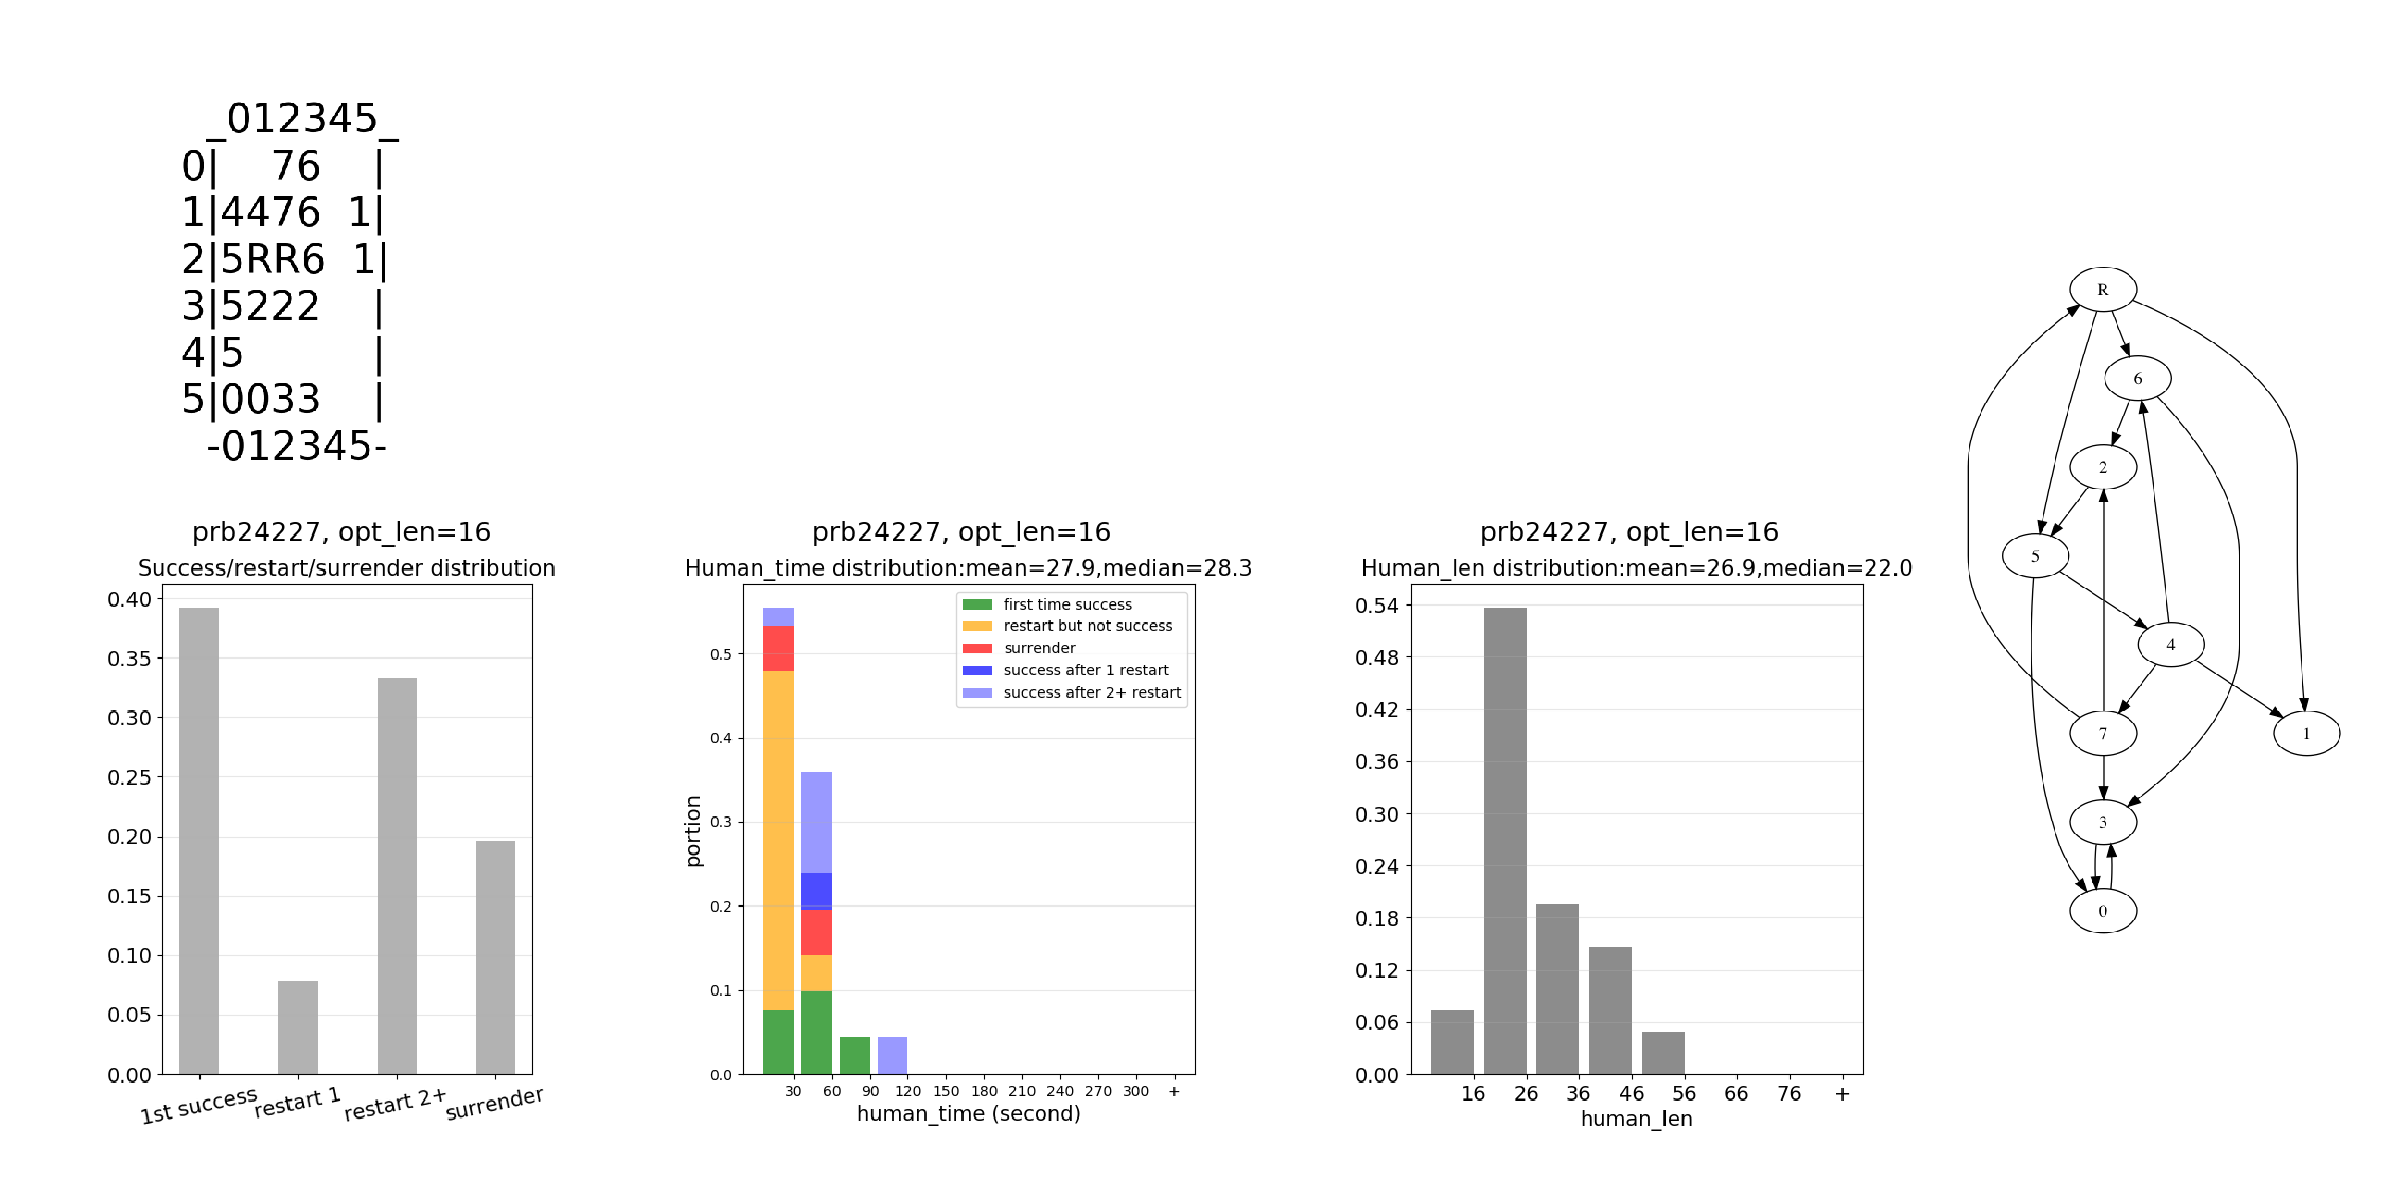 _012345_
0|  76  |
1|4476 1|
2|5RR6 1|
3|5222  |
4|5     |
5|0033  |
-012345-
prb24227, opt_len=16
Success/restart/surrender distribution
0.40
0.35
0.30
0.25
0.20
0.15
0.10
0.05
0.00
1st success
restart 1
restart 2+
surrender
prb24227, opt_len=16
Human_time distribution:mean=27.9,median=28.3
portion
0.5
0.4
0.3
0.2
0.1
0.0
first time success
restart but not success
surrender
success after 1 restart
success after 2+ restart
30 60 90 120 150 180 210 240 270 300 +
human_time (second)
prb24227, opt_len=16
Human_len distribution:mean=26.9,median=22.0
0.54
0.48
0.42
0.36
0.30
0.24
0.18
0.12
0.06
0.00
16 26 36 46 56 66 76 +
human_len
R
6
2
5
4
7
1
3
0